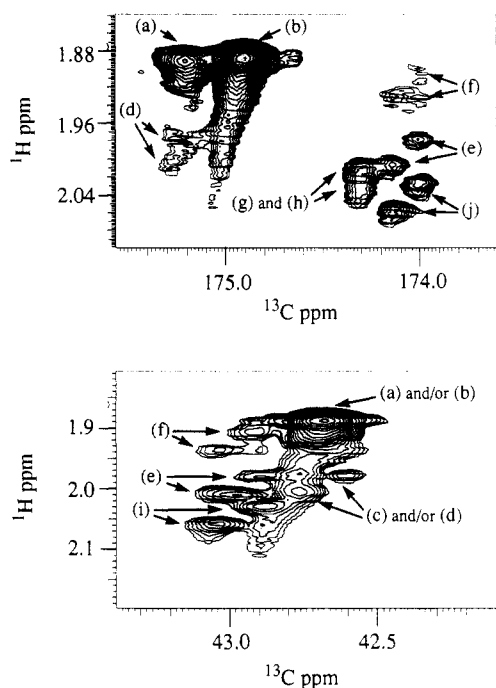 (a)
(b)
1.88
(f)
(d)
1.96
¹H ppm
(e)
2.04
(g) and (h)
(j)
175.0
174.0
¹³C ppm
(a) and/or (b)
1.9
(f)
¹H ppm
(e)
2.0
(i)
(c) and/or (d)
2.1
43.0
42.5
¹³C ppm